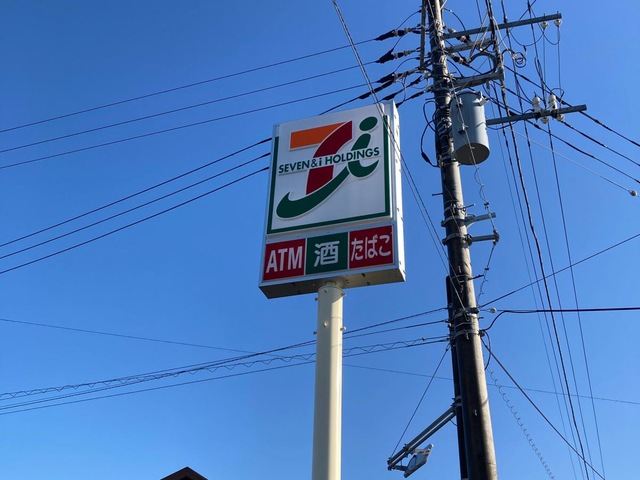 SEVEN & i HOLDINGS
ATM 酒 たばこ